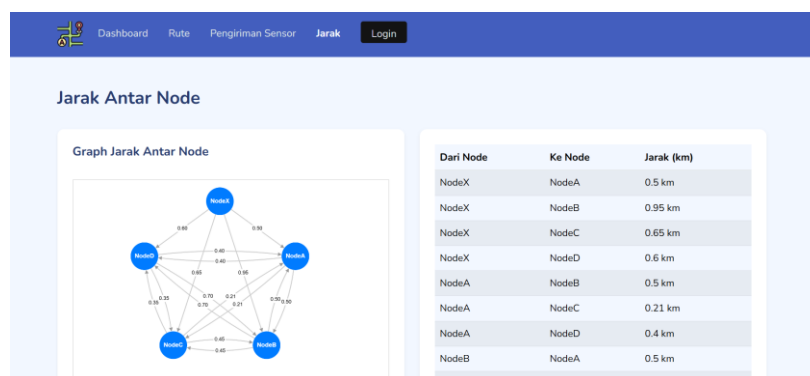 Dashboard Rute Pengiriman Sensor Jarak Login
Jarak Antar Node
Graph Jarak Antar Node
NodeX
0.60 0.50
NodeD 0.40 NodeA
0.40
0.65 0.95
0.35 0.35 0.70 0.21 0.50 0.50
0.70 0.21
NodeC 0.45 NodeB
0.45
Dari Node Ke Node Jarak (km)
NodeX NodeA 0.5 km
NodeX NodeB 0.95 km
NodeX NodeC 0.65 km
NodeX NodeD 0.6 km
NodeA NodeB 0.5 km
NodeA NodeC 0.21 km
NodeA NodeD 0.4 km
NodeB NodeA 0.5 km